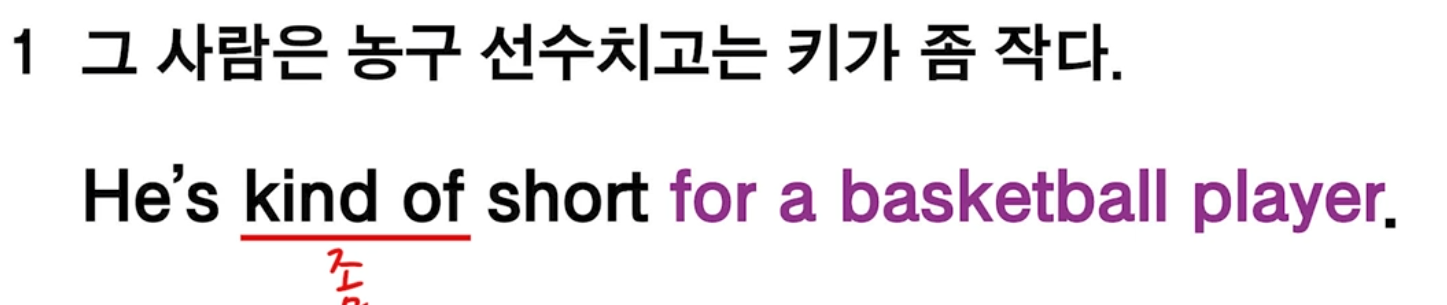 1 그 사람은 농구 선수치고는 키가 좀 작다.
He's kind of short for a basketball player.